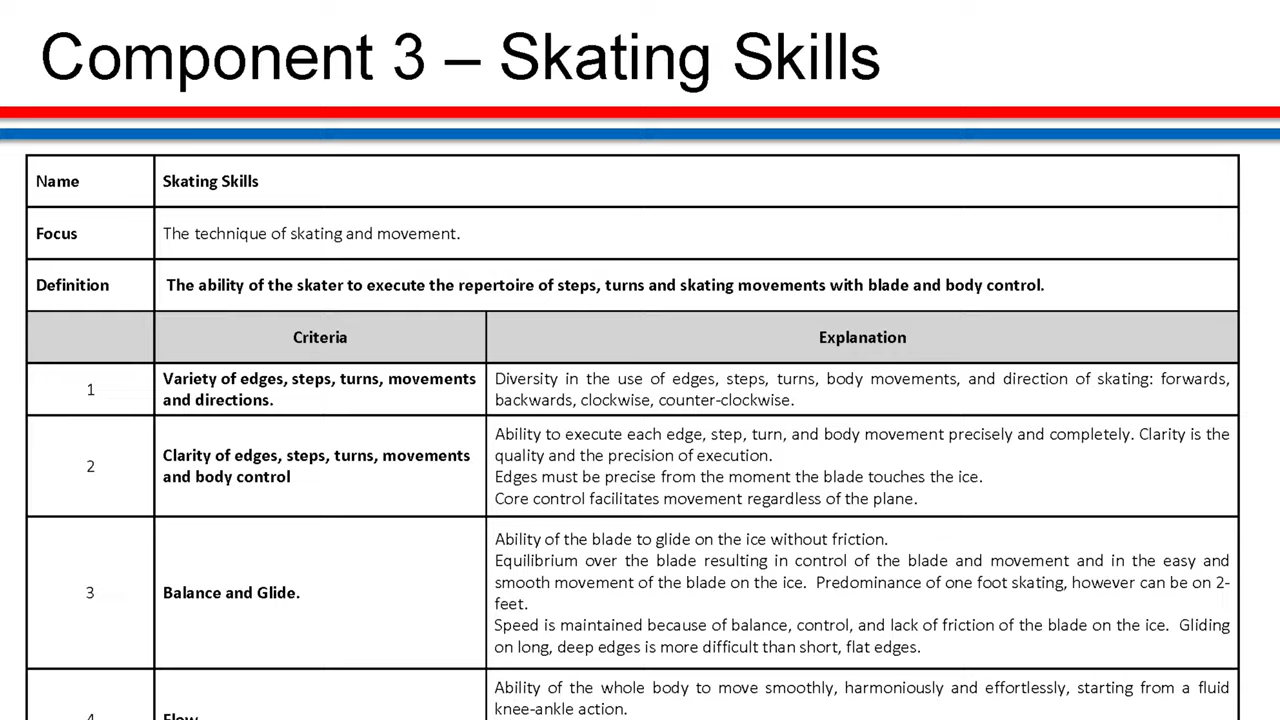 Component 3 – Skating Skills
Name
Skating Skills
Focus
The technique of skating and movement.
Definition
The ability of the skater to execute the repertoire of steps, turns and skating movements with blade and body control.
Criteria
Explanation
1
Variety of edges, steps, turns, movements
and directions.
Diversity in the use of edges, steps, turns, body movements, and direction of skating: forwards,
backwards, clockwise, counter-clockwise.
2
Clarity of edges, steps, turns, movements
and body control
Ability to execute each edge, step, turn, and body movement precisely and completely. Clarity is the
quality and the precision of execution.
Edges must be precise from the moment the blade touches the ice.
Core control facilitates movement regardless of the plane.
3
Balance and Glide.
Ability of the blade to glide on the ice without friction.
Equilibrium over the blade resulting in control of the blade and movement and in the easy and
smooth movement of the blade on the ice. Predominance of one foot skating, however can be on 2-
feet.
Speed is maintained because of balance, control, and lack of friction of the blade on the ice. Gliding
on long, deep edges is more difficult than short, flat edges.
4
Flow
Ability of the whole body to move smoothly, harmoniously and effortlessly, starting from a fluid
knee-ankle action.